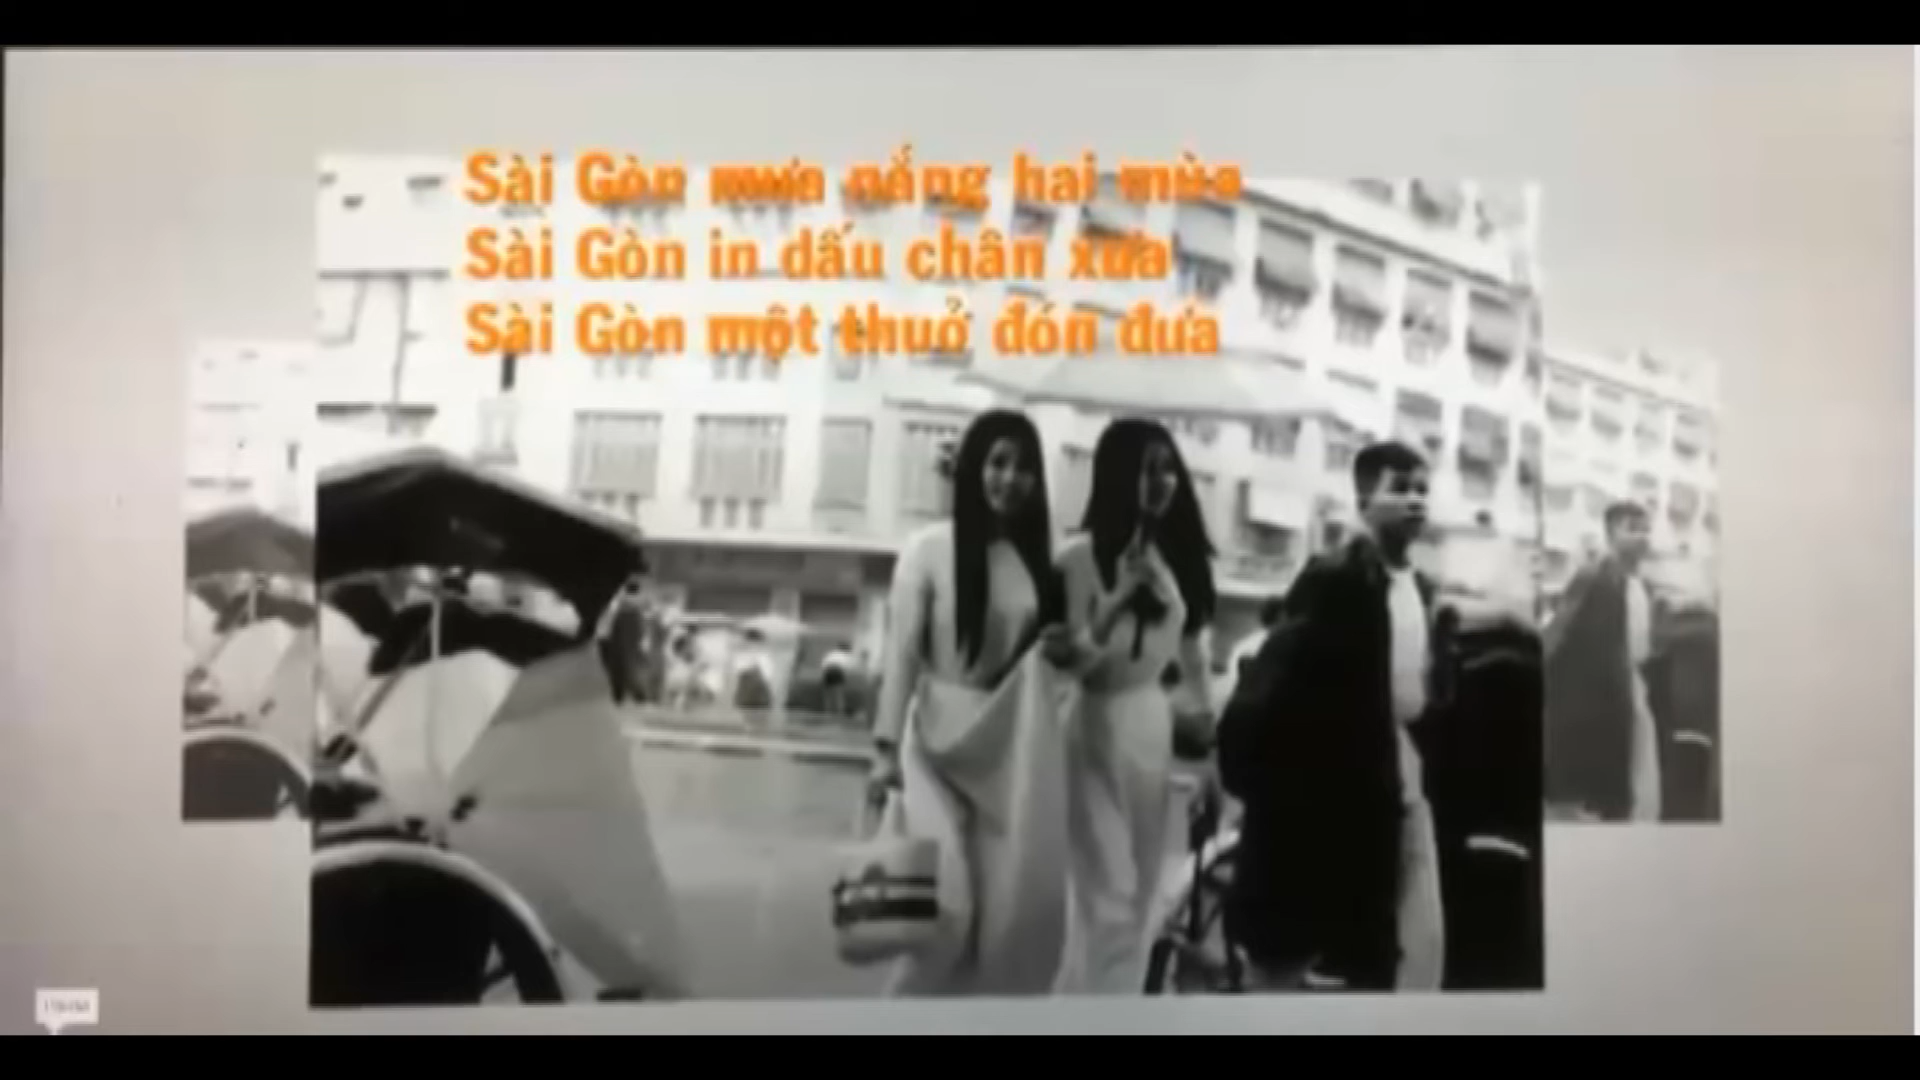 Sài Gòn mưa nắng hai mùa
Sài Gòn in dấu chân xưa
Sài Gòn một thuở đón đưa